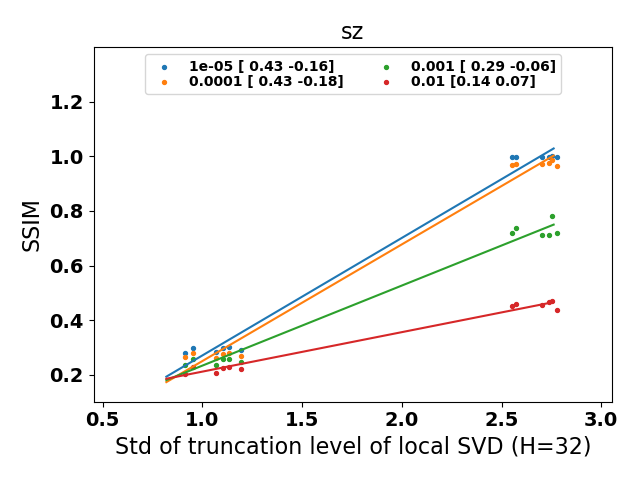 sz
1e-05 [ 0.43 -0.16]
0.0001 [ 0.43 -0.18]
0.001 [ 0.29 -0.06]
0.01 [0.14 0.07]
SSIM
1.2
1.0
0.8
0.6
0.4
0.2
0.5 1.0 1.5 2.0 2.5 3.0
Std of truncation level of local SVD (H=32)